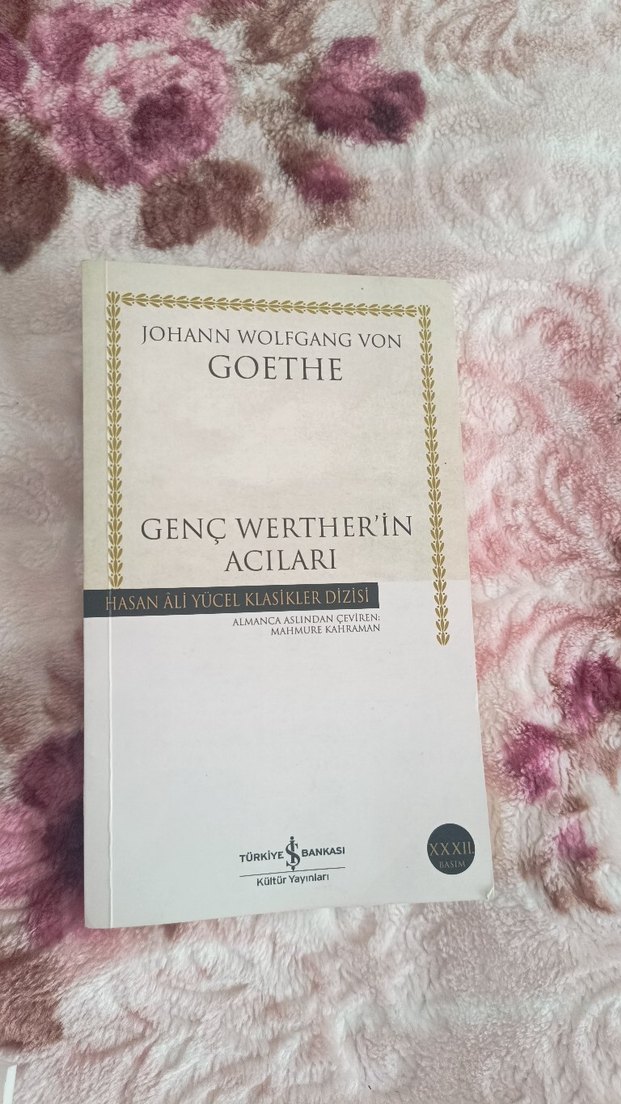 JOHANN WOLFGANG VON
GOETHE
GENÇ WERTHER'İN
ACILARI
HASAN ÂLİ YÜCEL KLASİKLER DİZİSİ
ALMANCA ASLINDAN ÇEVİREN:
MAHMURE KAHRAMAN
TÜRKİYE İŞ BANKASI
Kültür Yayınları
XXXII.
BASIM